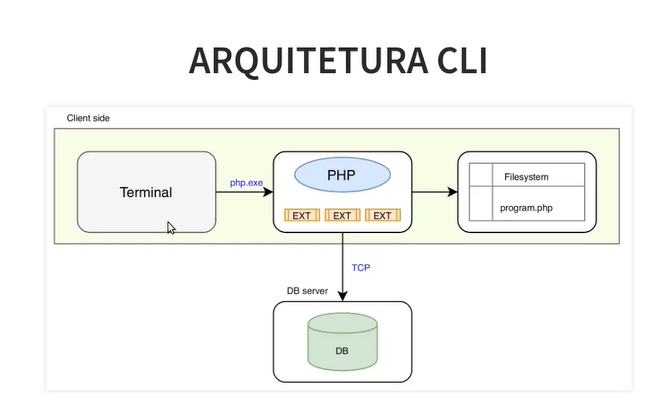 ARQUITETURA CLI
Client side
Terminal
php.exe
PHP
EXT EXT EXT
Filesystem
program.php
TCP
DB server
DB